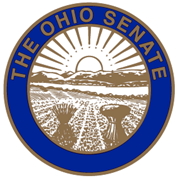 THE OHIO SENATE